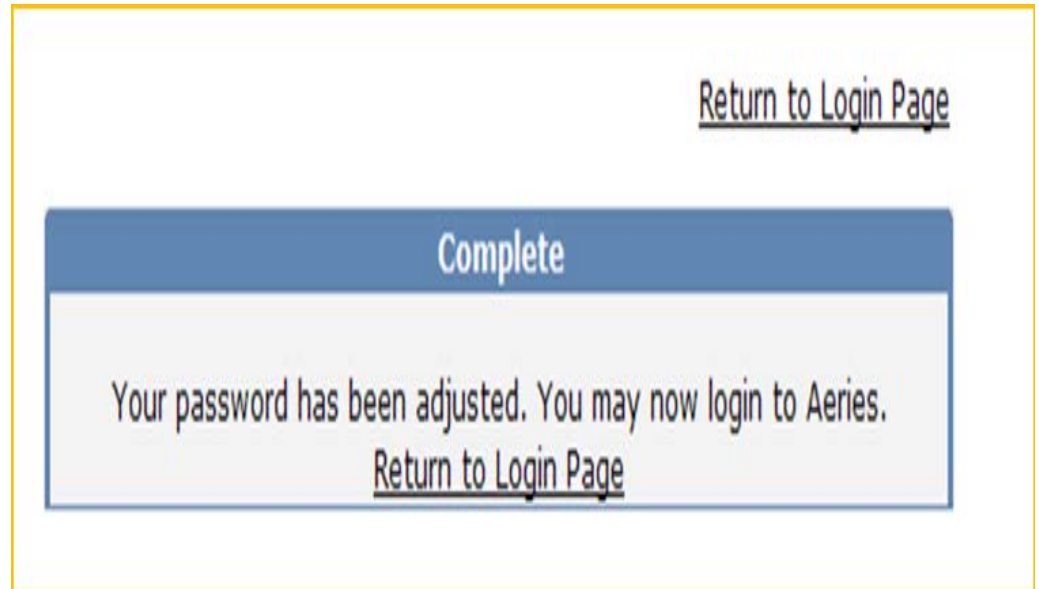 Return to Login Page
Complete
Your password has been adjusted. You may now login to Aeries.
Return to Login Page